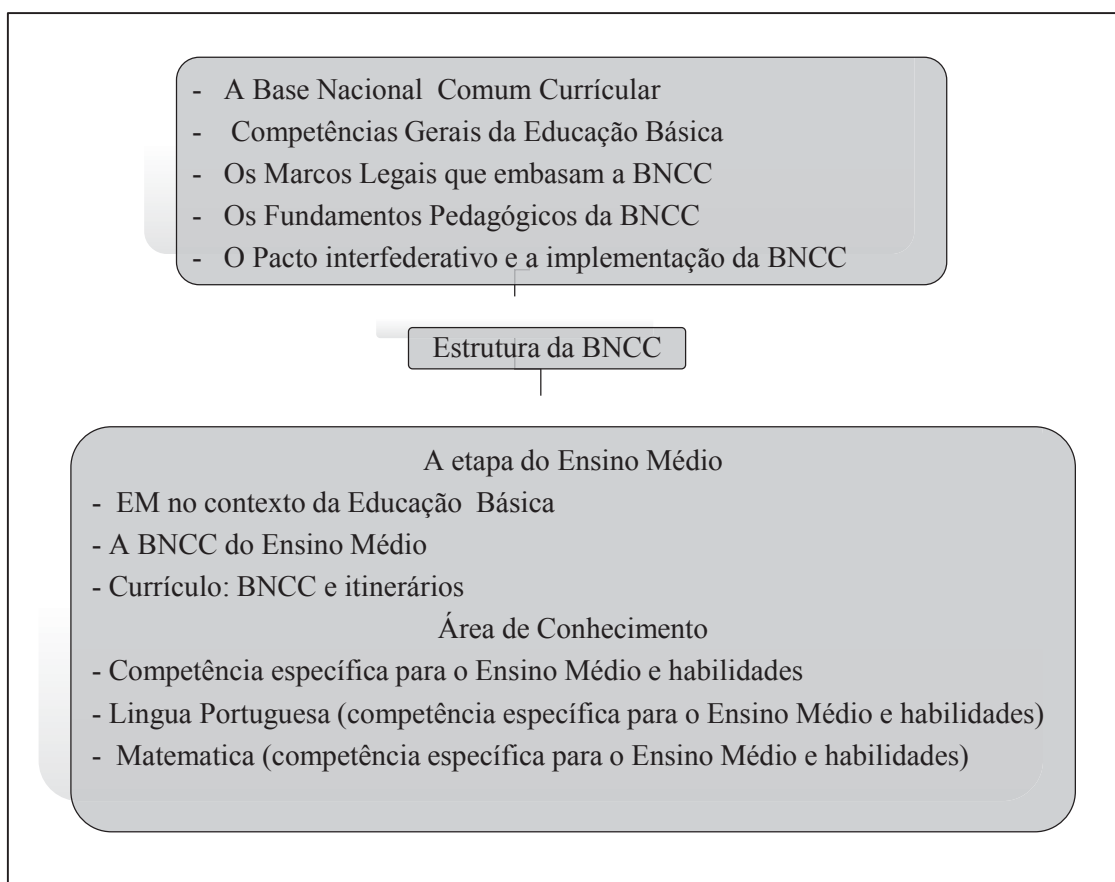 - A Base Nacional Comum Currícular
- Competências Gerais da Educação Básica
- Os Marcos Legais que embasam a BNCC
- Os Fundamentos Pedagógicos da BNCC
- O Pacto interfederativo e a implementação da BNCC
Estrutura da BNCC
A etapa do Ensino Médio
- EM no contexto da Educação Básica
- A BNCC do Ensino Médio
- Currículo: BNCC e itinerários
Área de Conhecimento
- Competência específica para o Ensino Médio e habilidades
- Lingua Portuguesa (competência específica para o Ensino Médio e habilidades)
- Matematica (competência específica para o Ensino Médio e habilidades)